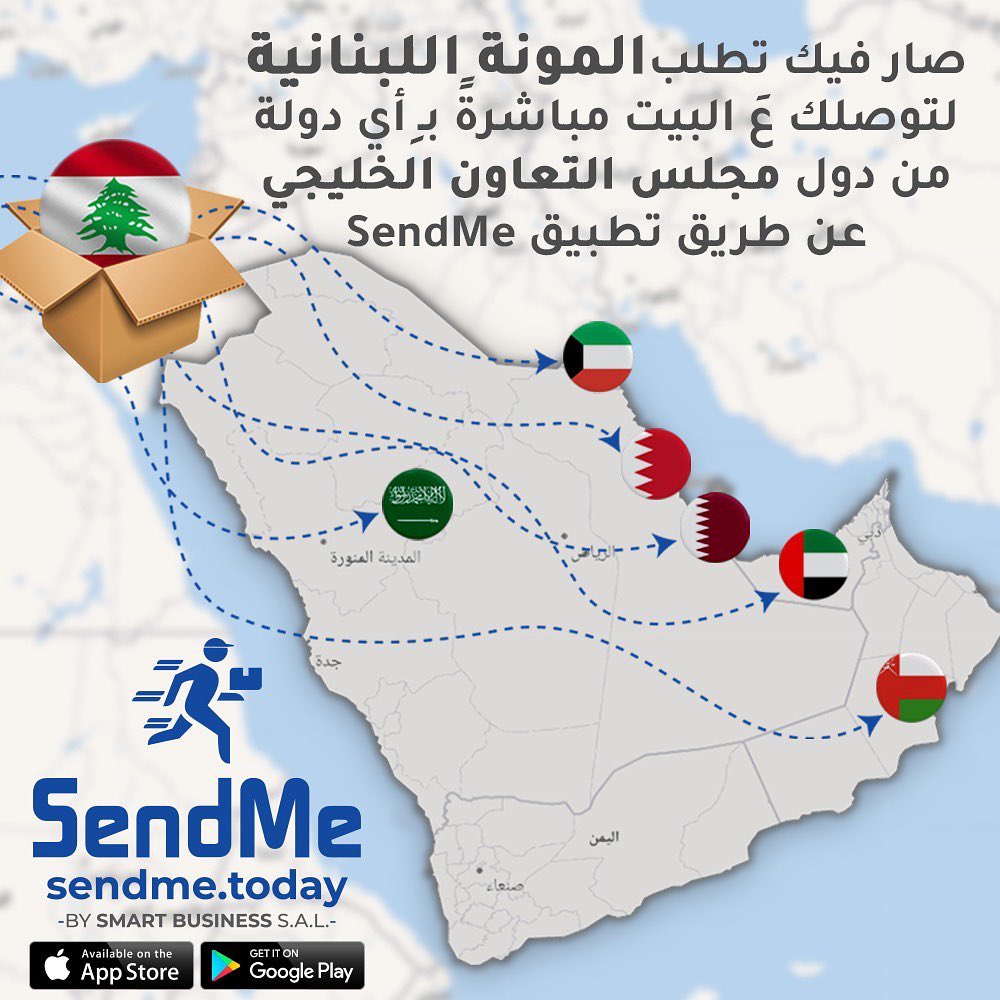 صار فيك تطلب المونة اللبنانية
لتوصلك عَ البيت مباشرةً بـِ أي دولة
من دول مجلس التعاون الخليجي
عن طريق تطبيق SendMe
المدينة المنورة
الرياض
دبي
جدة
اليمن
صنعاء
SendMe
sendme.today
-BY SMART BUSINESS S.A.L.-
Available on the
App Store
GET IT ON
Google Play